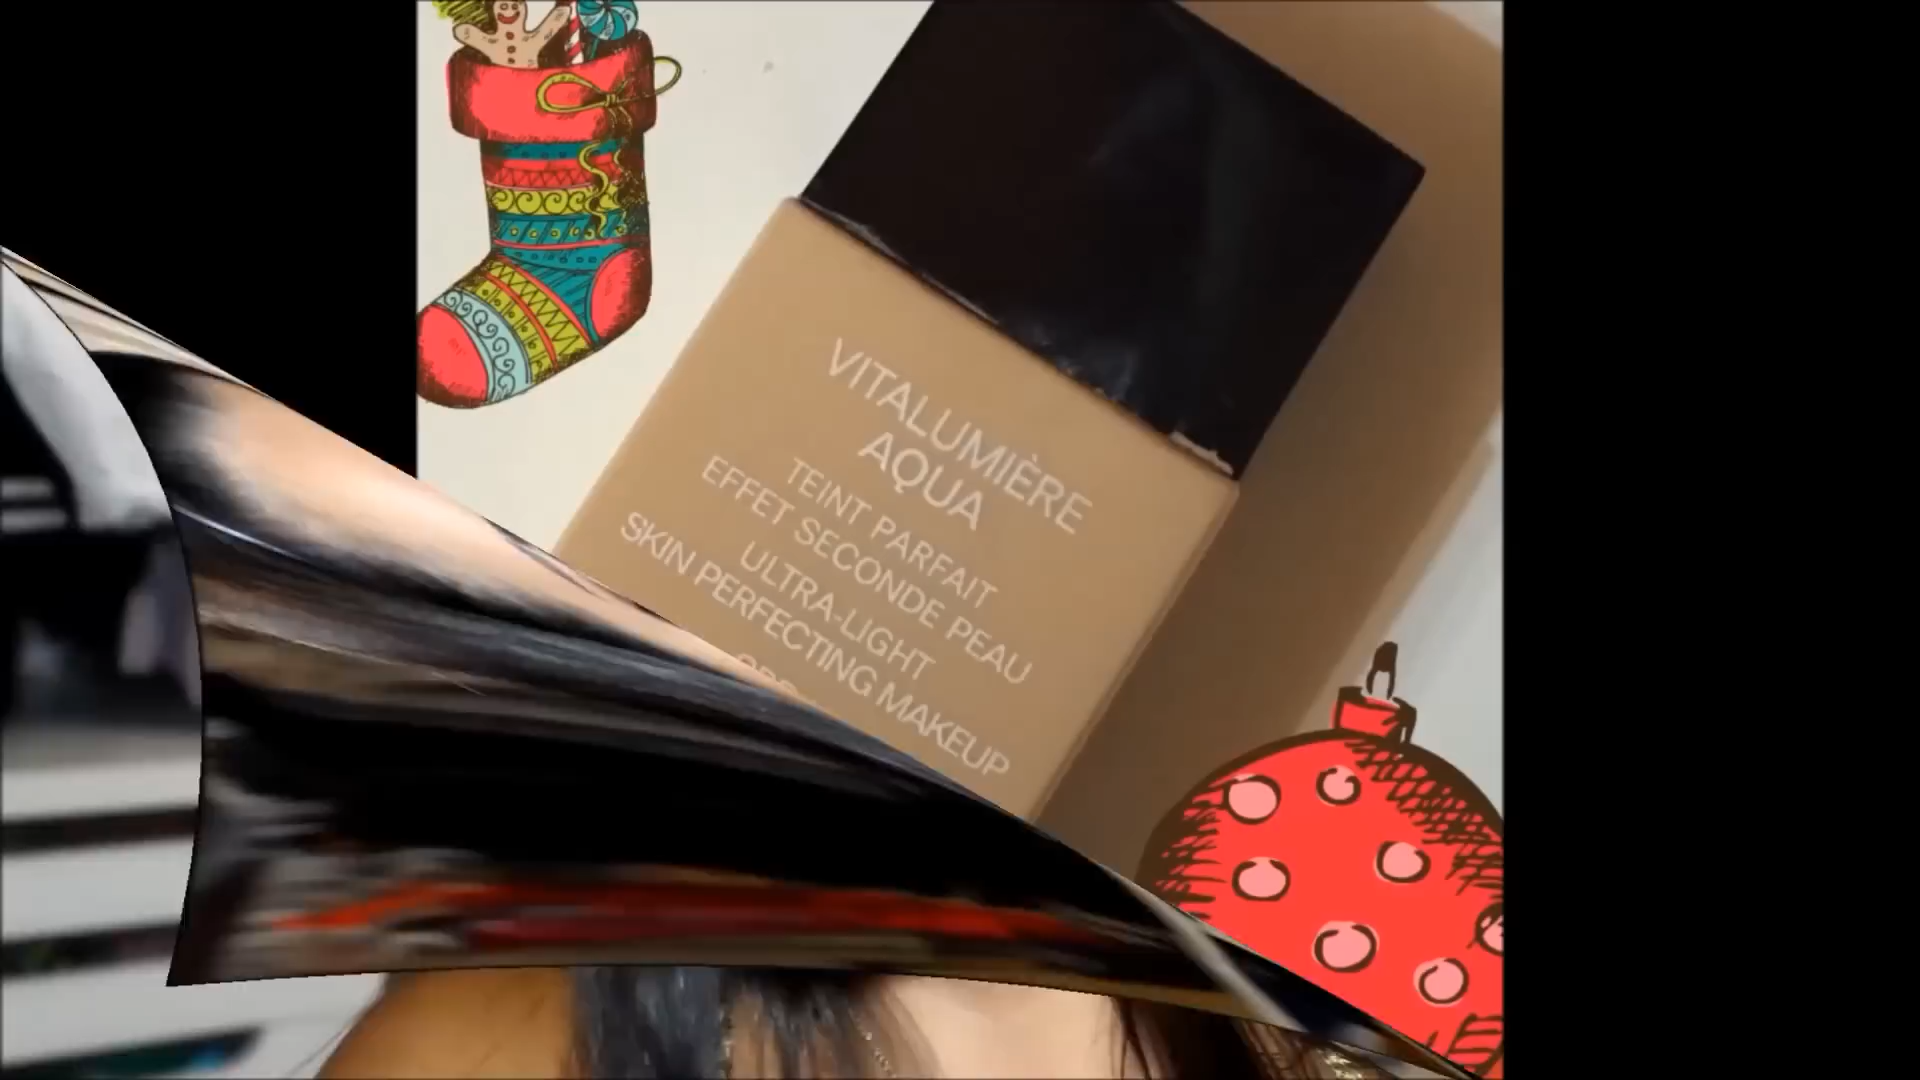 VITALUMIÈRE
AQUA
TEINT PARFAIT
EFFET SECONDE PEAU
ULTRA-LIGHT
SKIN PERFECTING MAKEUP